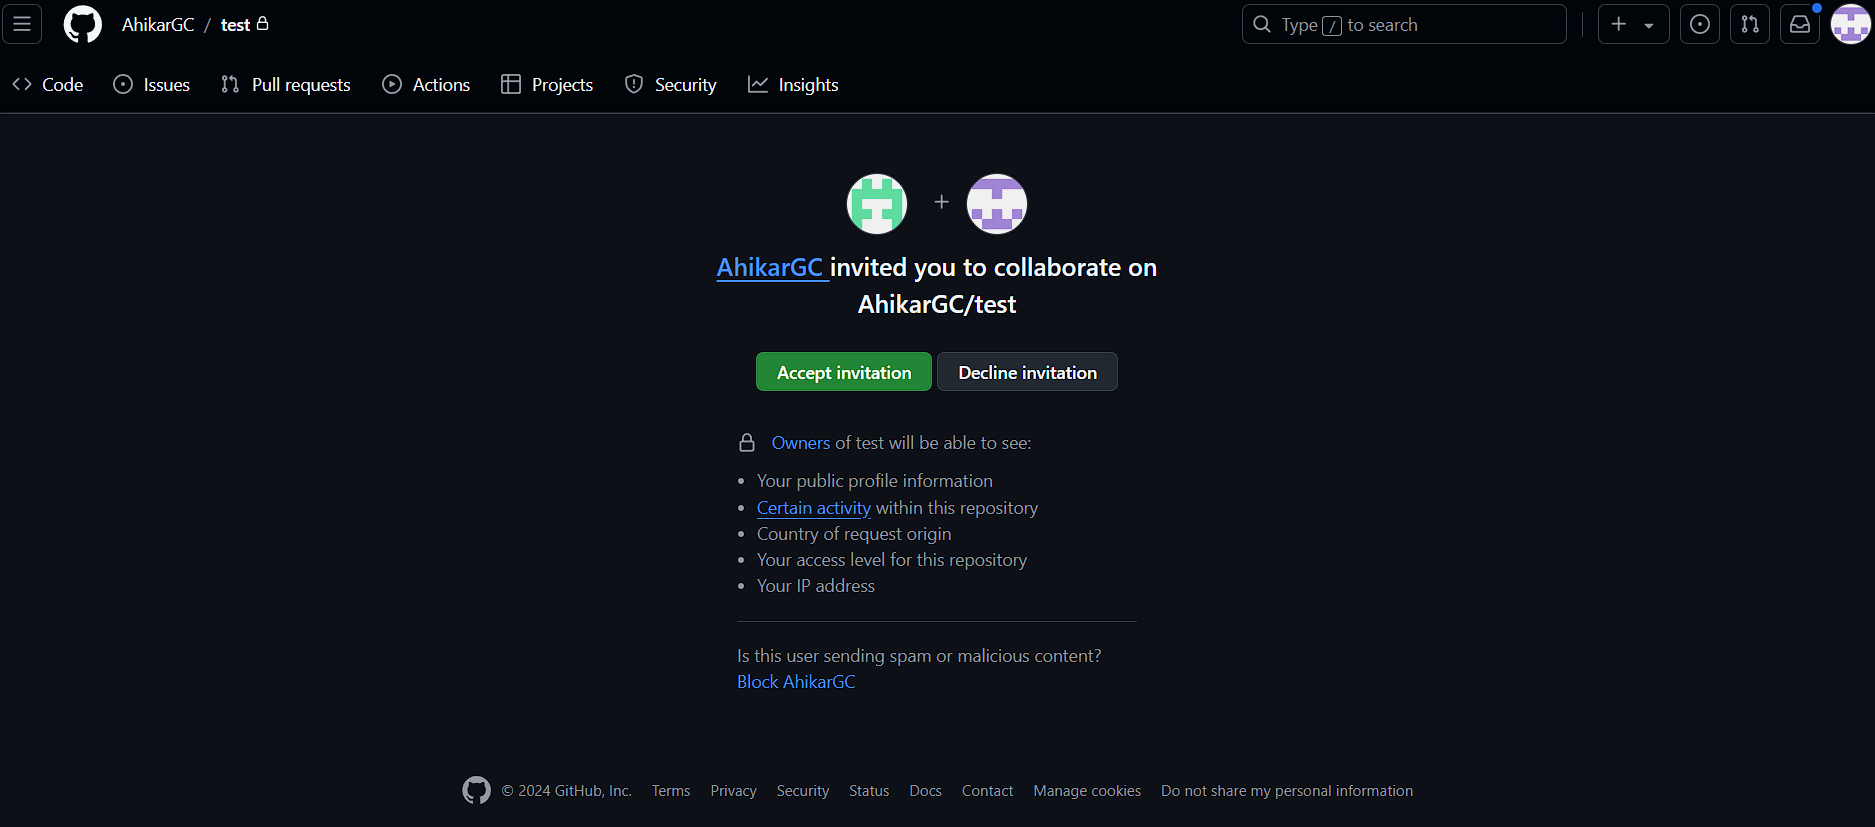 AhikarGC / test
Type / to search
Code Issues Pull requests Actions Projects Security Insights
AhikarGC invited you to collaborate on
AhikarGC/test
Accept invitation Decline invitation
Owners of test will be able to see:
Your public profile information
Certain activity within this repository
Country of request origin
Your access level for this repository
Your IP address
Is this user sending spam or malicious content?
Block AhikarGC
© 2024 GitHub, Inc. Terms Privacy Security Status Docs Contact Manage cookies Do not share my personal information